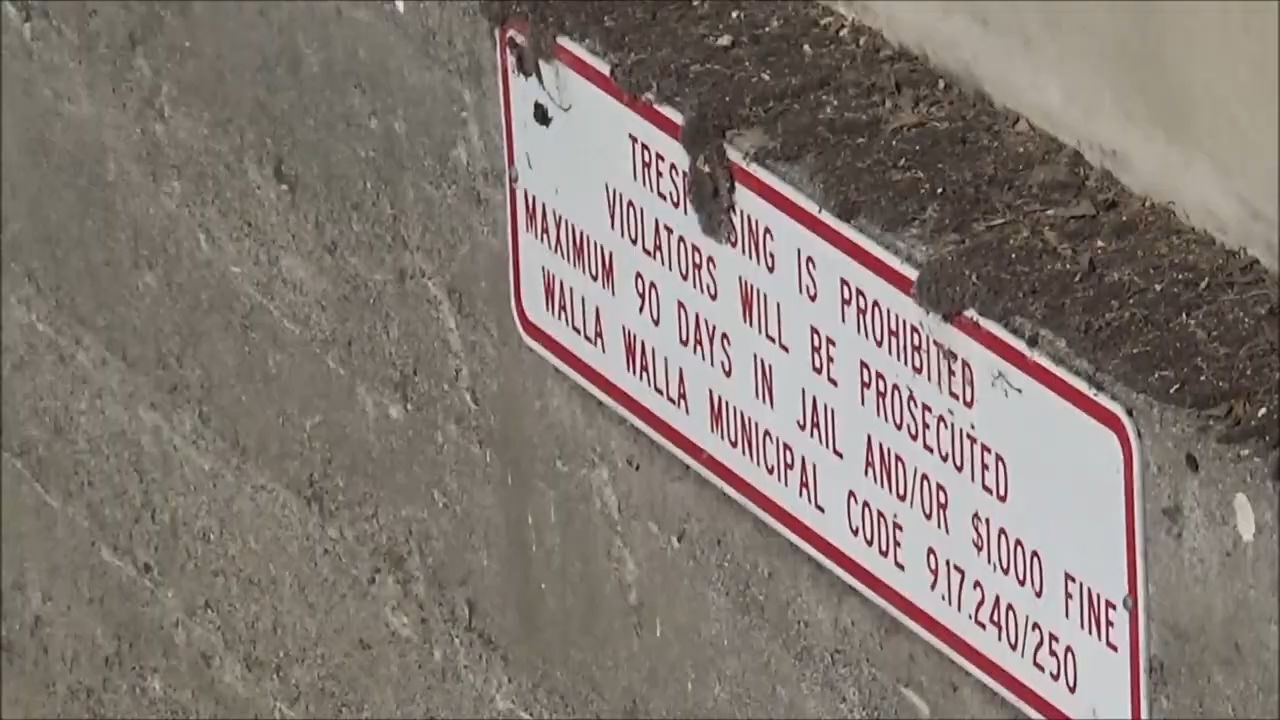 TRESPASSING IS PROHIBITED
VIOLATORS WILL BE PROSECUTED
MAXIMUM 90 DAYS IN JAIL AND/OR $1,000 FINE
WALLA WALLA MUNICIPAL CODE 9.17.240/250